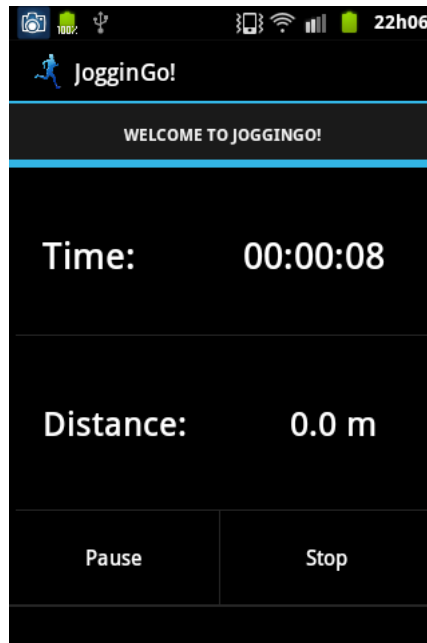 100% 22h06
JogginGo!
WELCOME TO JOGGINGO!
Time: 00:00:08
Distance: 0.0 m
Pause Stop